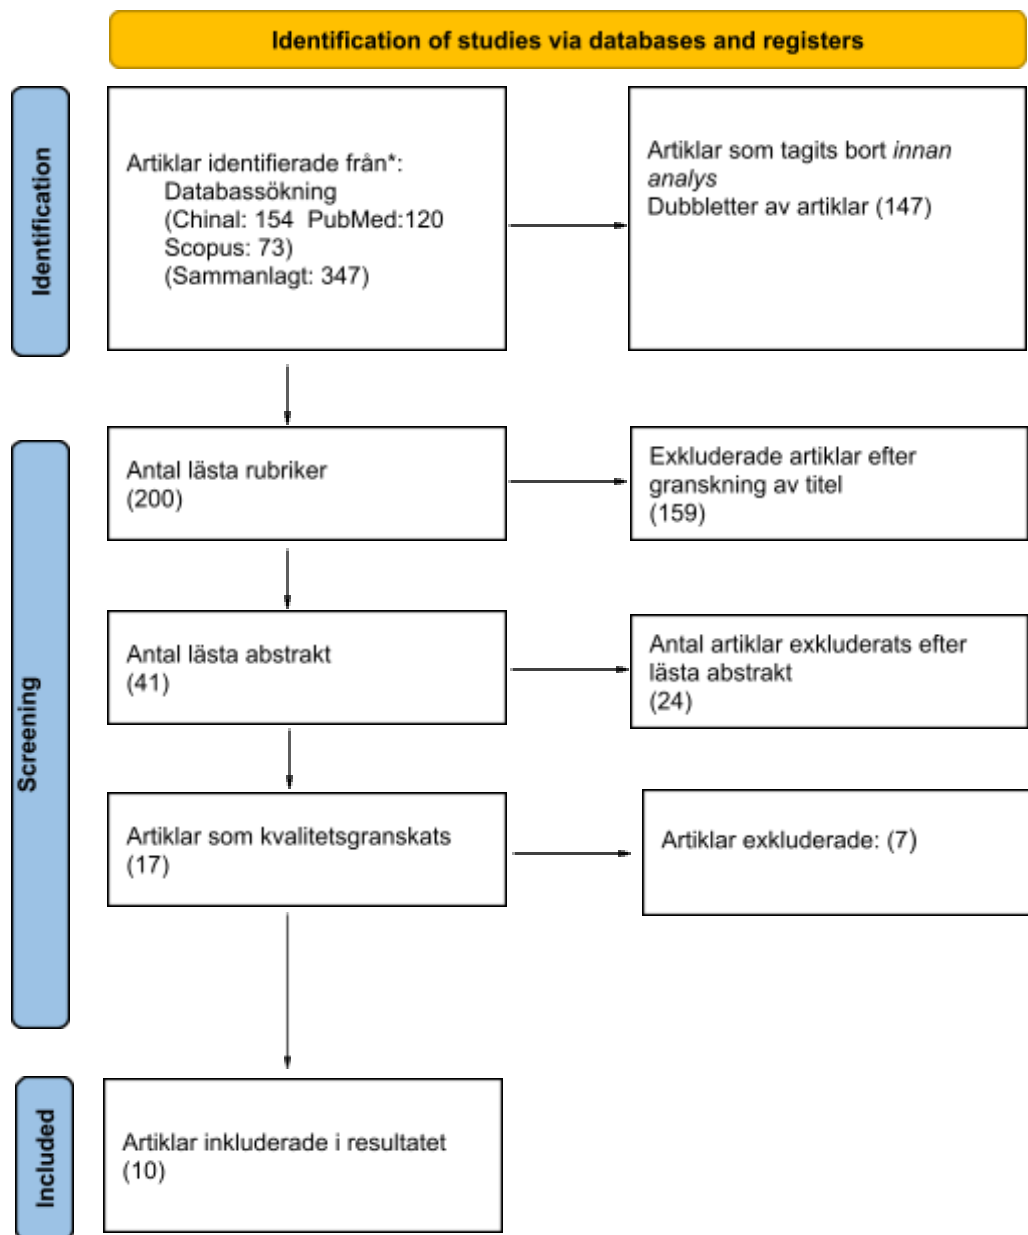 Identification of studies via databases and registers
Identification
Artiklar identifierade från*:
Databassökning
(Chinal: 154  PubMed:120
Scopus: 73)
(Sammanlagt: 347)
Artiklar som tagits bort innan
analys
Dubbletter av artiklar (147)
Screening
Antal lästa rubriker
(200)
Exkluderade artiklar efter
granskning av titel
(159)
Antal lästa abstrakt
(41)
Antal artiklar exkluderats efter
lästa abstrakt
(24)
Artiklar som kvalitetsgranskats
(17)
Artiklar exkluderade: (7)
Included
Artiklar inkluderade i resultatet
(10)